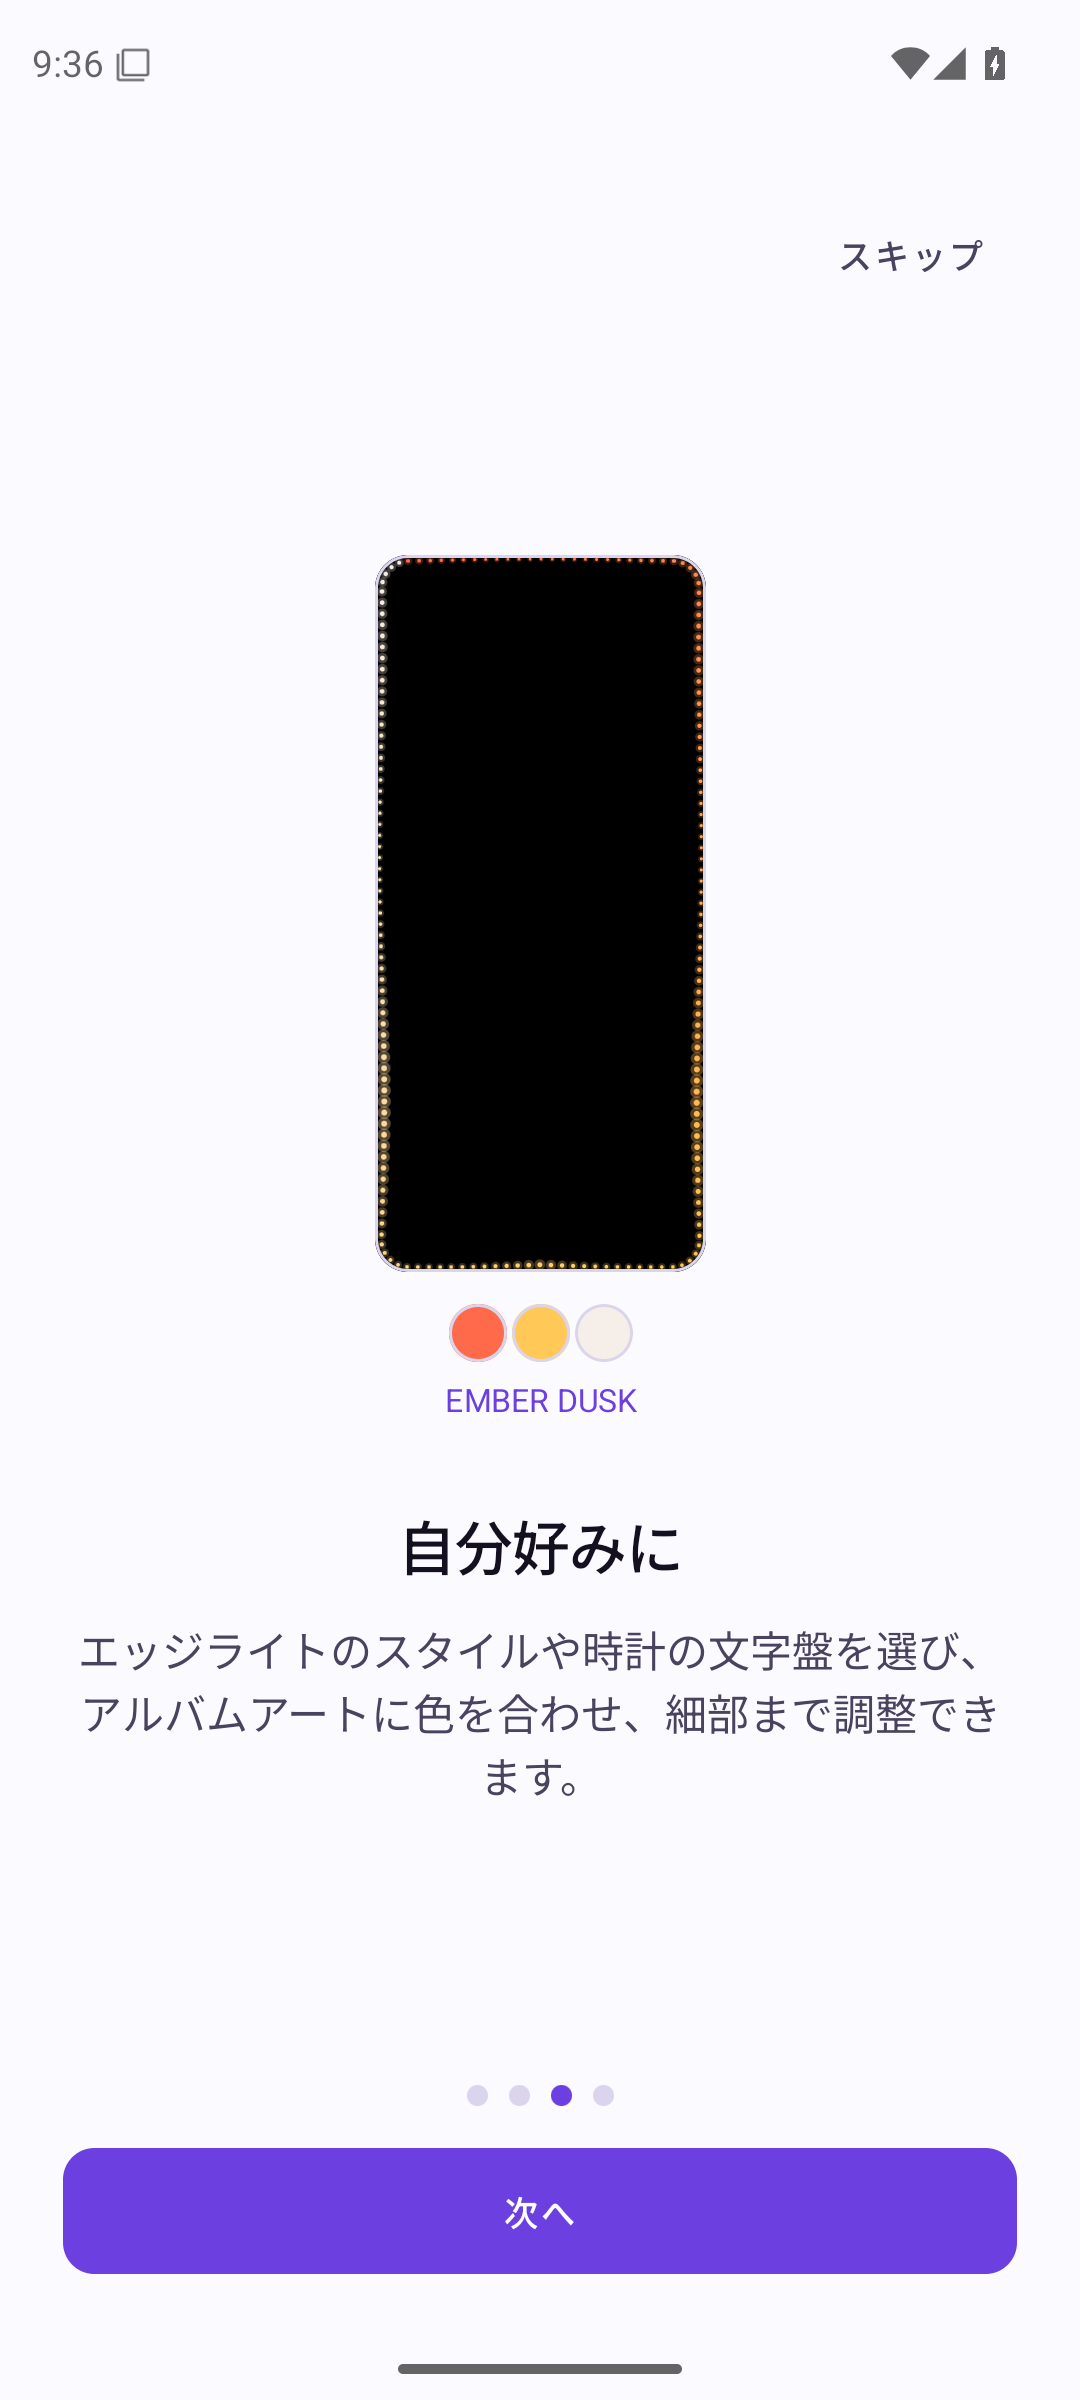 9:36
スキップ
EMBER DUSK
自分好みに
エッジライトのスタイルや時計の文字盤を選び、
アルバムアートに色を合わせ、細部まで調整でき
ます。
次へ